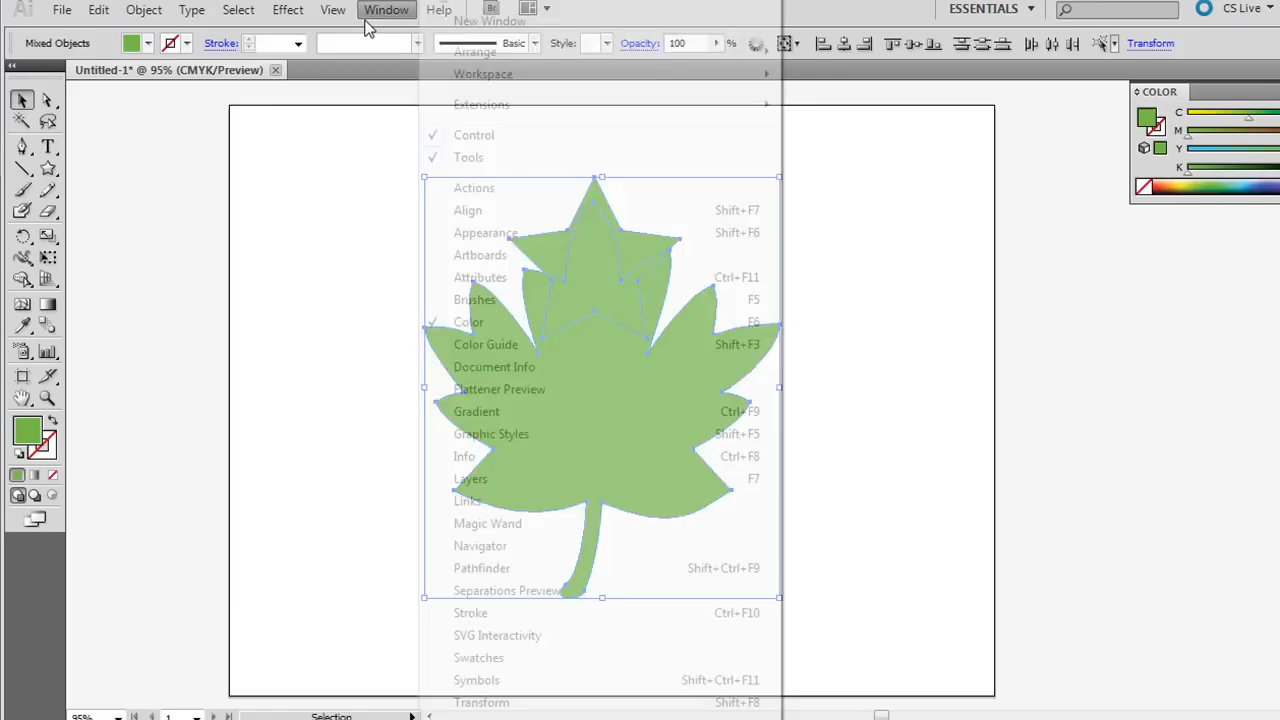 Ai File Edit Object Type Select Effect View Window Help Br ESSENTIALS CS Live
Mixed Objects Stroke: Basic Style: Opacity: 100 % Transform
Untitled-1* @ 95% (CMYK/Preview)
COLOR
C
M
Y
K
New Window
Arrange
Workspace
Extensions
Control
Tools
Actions
Align Shift+F7
Appearance Shift+F6
Artboards
Attributes Ctrl+F11
Brushes F5
Color F6
Color Guide Shift+F3
Document Info
Flattener Preview
Gradient Ctrl+F9
Graphic Styles Shift+F5
Info Ctrl+F8
Layers F7
Links
Magic Wand
Navigator
Pathfinder Shift+Ctrl+F9
Separations Preview
Stroke Ctrl+F10
SVG Interactivity
Swatches
Symbols Shift+Ctrl+F11
Transform Shift+F8
95% 1 Selection